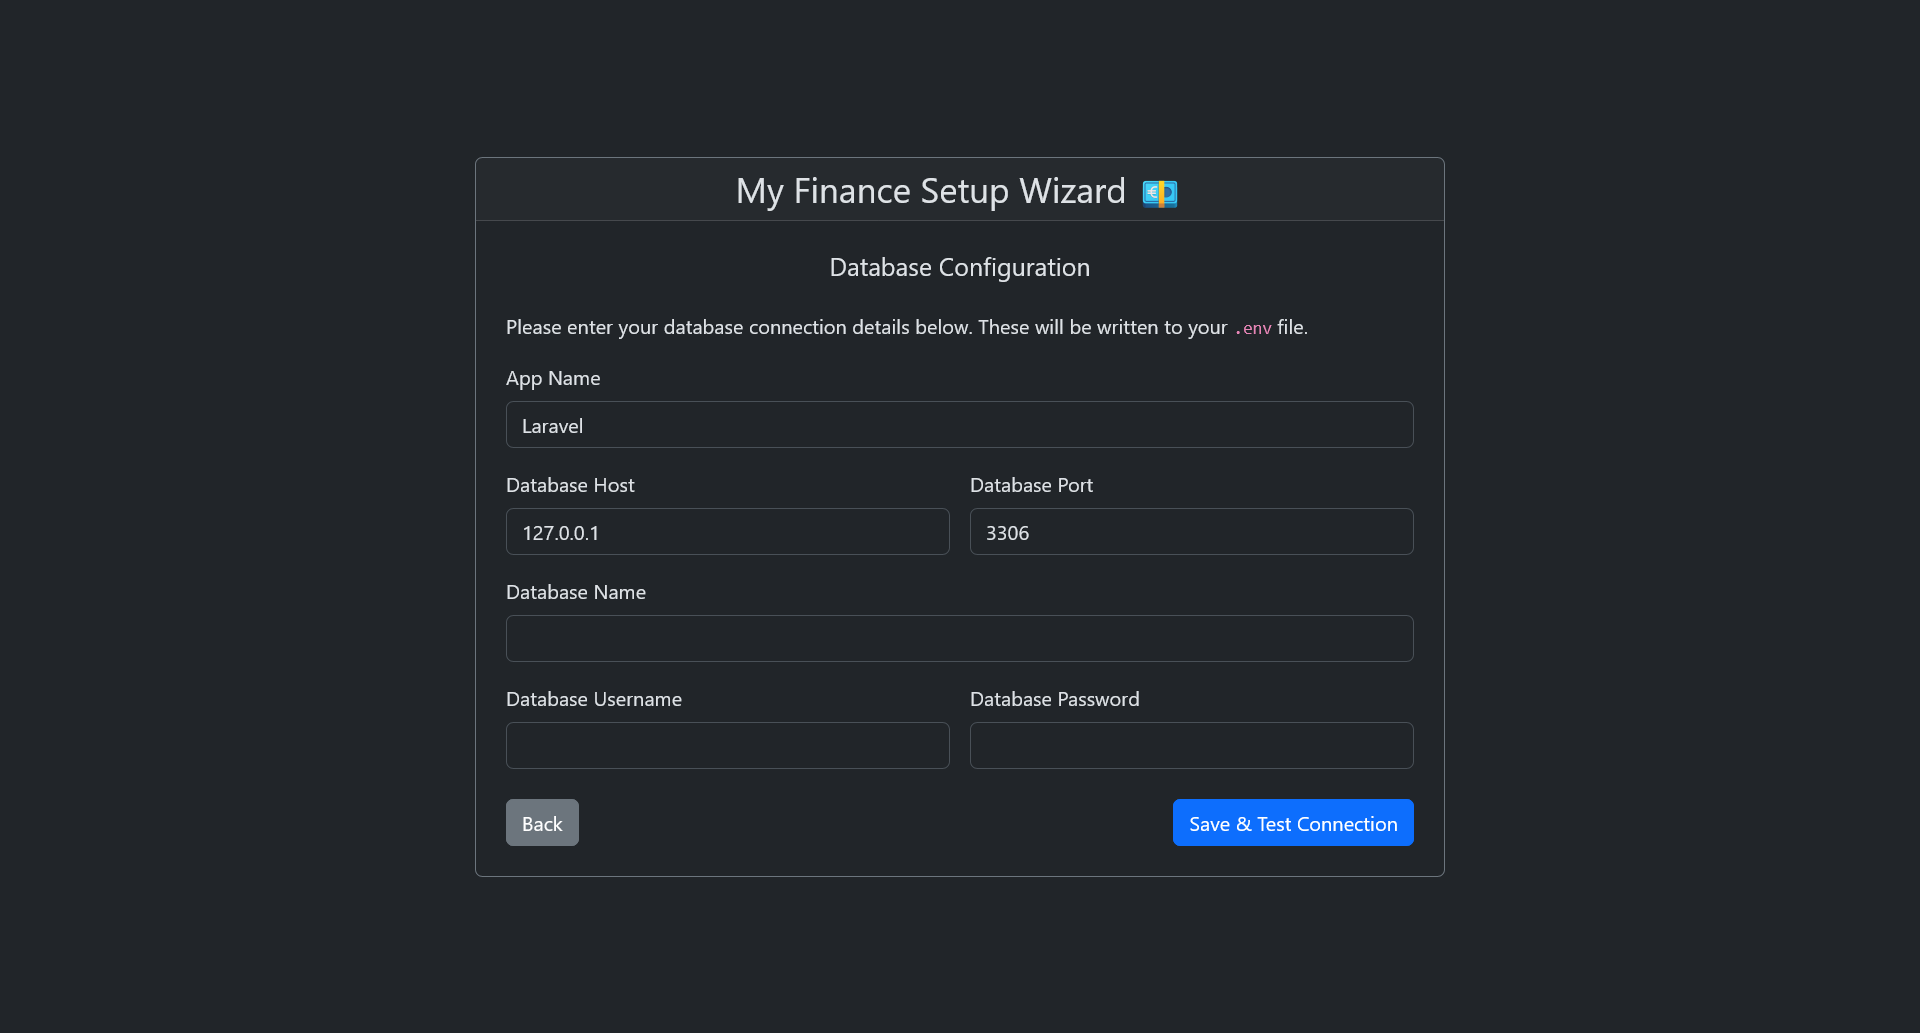 My Finance Setup Wizard 💶
Database Configuration
Please enter your database connection details below. These will be written to your .env file.
App Name
Laravel
Database Host
Database Port
127.0.0.1
3306
Database Name
Database Username
Database Password
Back
Save & Test Connection